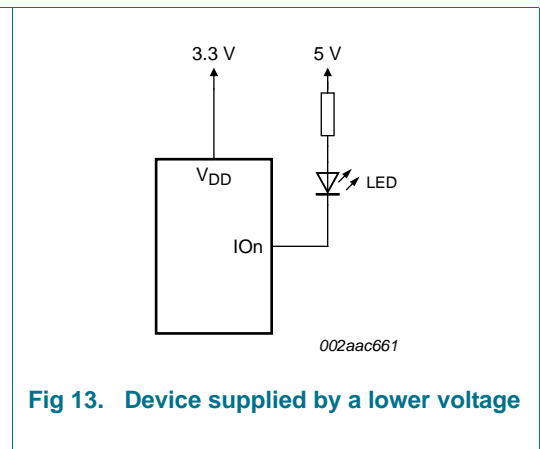 3.3 V 5 V
VDD
LED
IOn
002aac661
Fig 13. Device supplied by a lower voltage